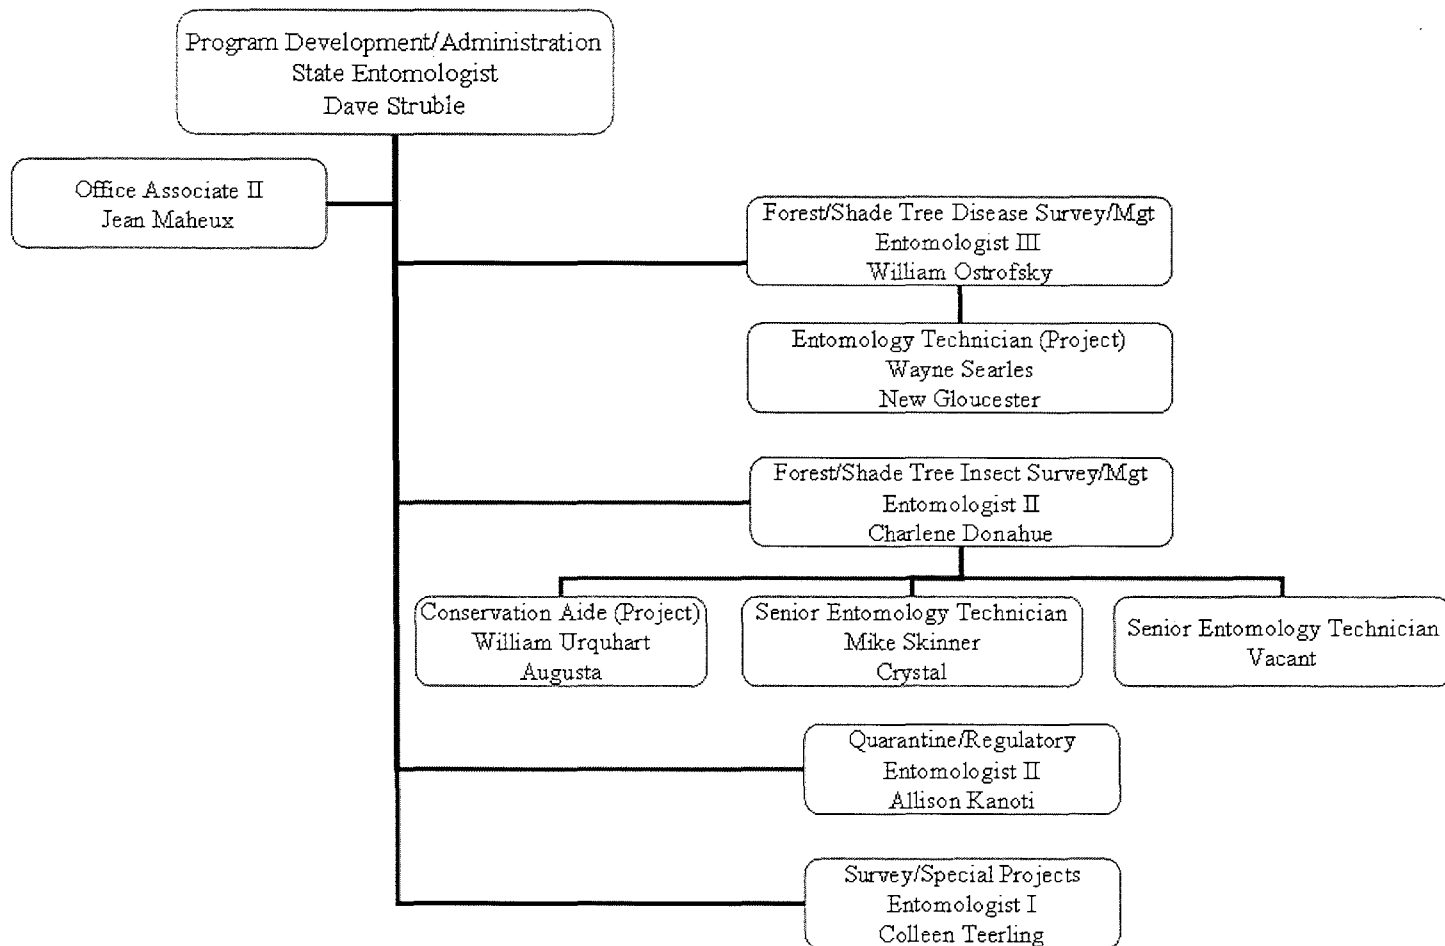 Program Development/Administration
State Entomologist
Dave Struble
Office Associate II
Jean Maheux
Forest/Shade Tree Disease Survey/Mgt
Entomologist III
William Ostrofsky
Entomology Technician (Project)
Wayne Searles
New Gloucester
Forest/Shade Tree Insect Survey/Mgt
Entomologist II
Charlene Donahue
Conservation Aide (Project)
William Urquhart
Augusta
Senior Entomology Technician
Mike Skinner
Crystal
Senior Entomology Technician
Vacant
Quarantine/Regulatory
Entomologist II
Allison Kanoti
Survey/Special Projects
Entomologist I
Colleen Teerling